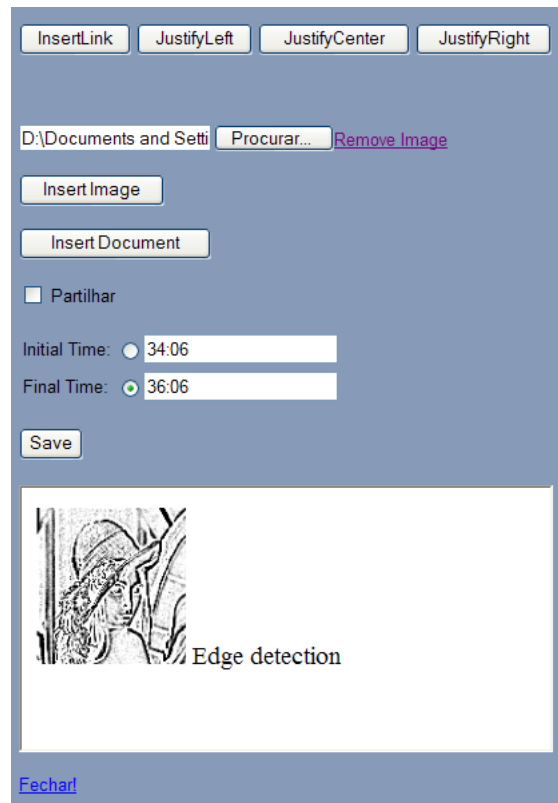 InsertLink JustifyLeft JustifyCenter JustifyRight
D:\Documents and Setti Procurar... Remove Image
Insert Image
Insert Document
Partilhar
Initial Time: 34:06
Final Time: 36:06
Save
Edge detection
Fechar!